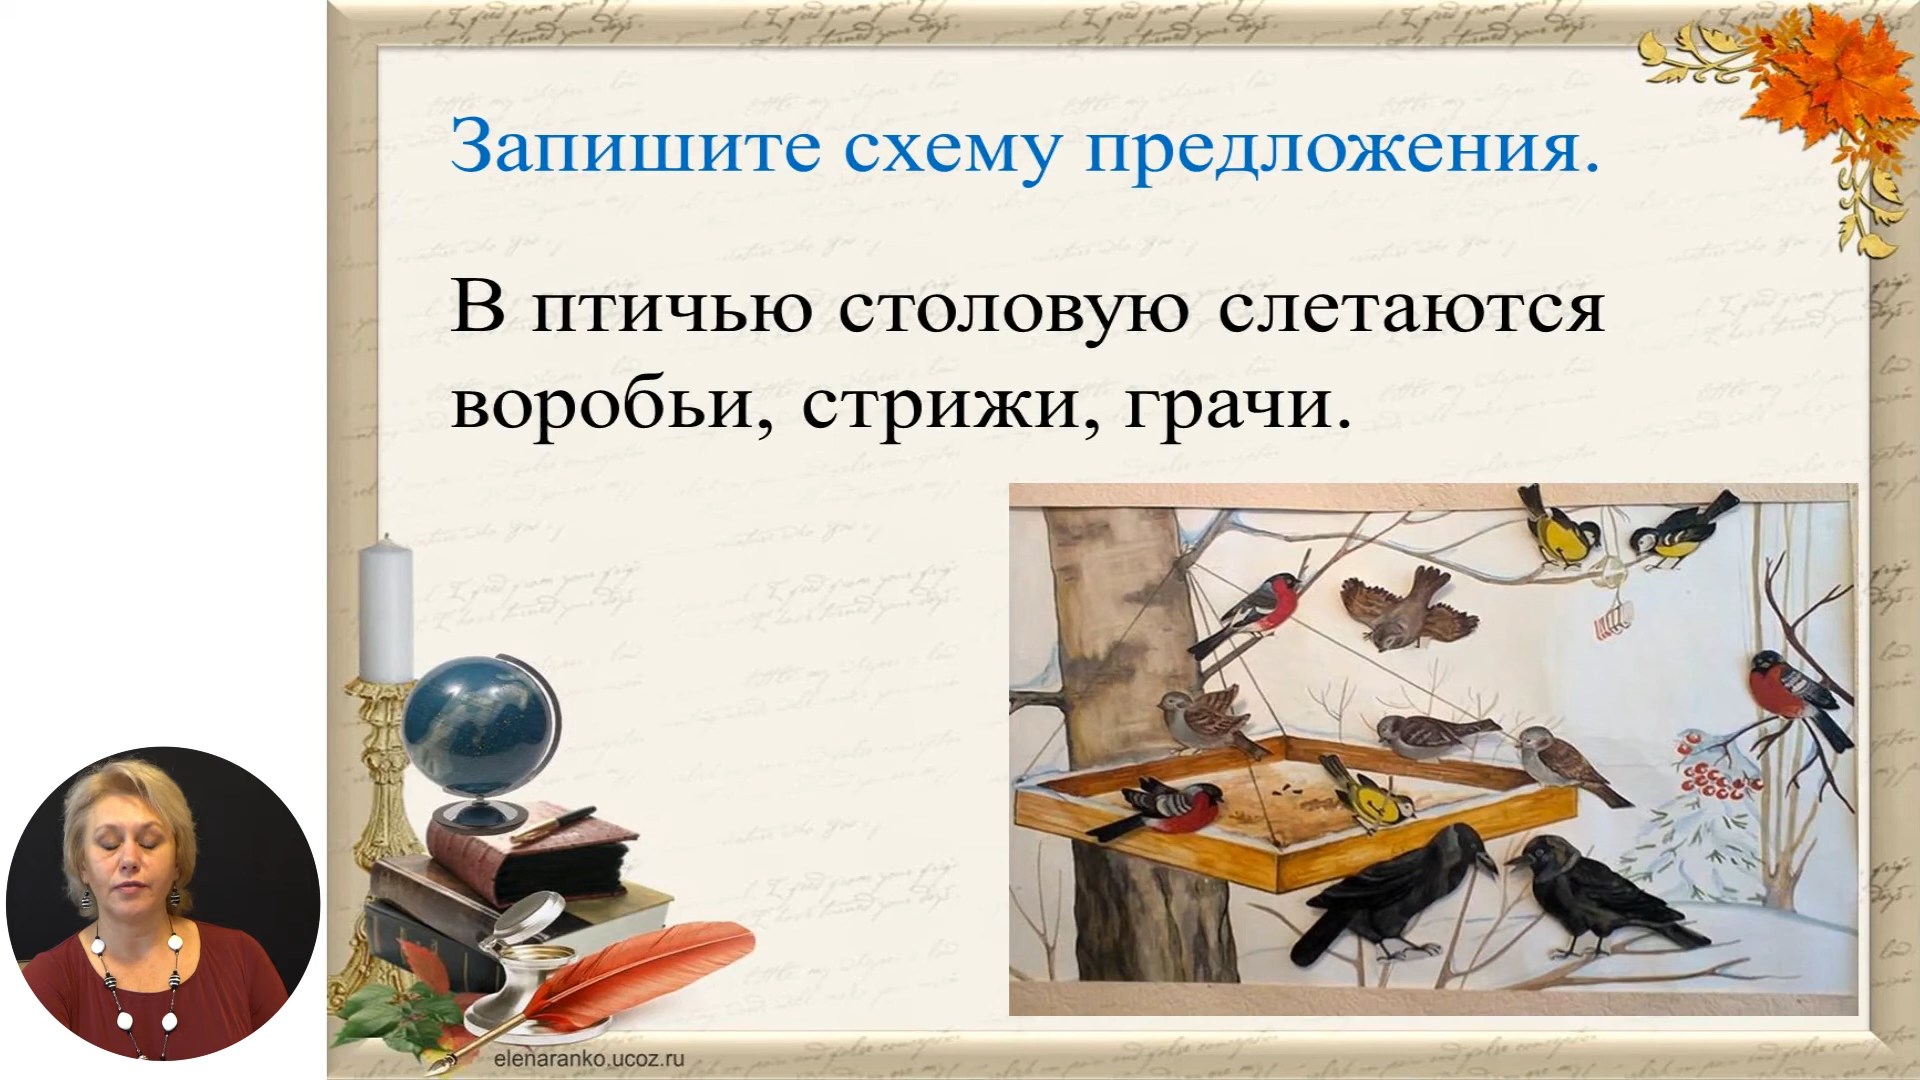 Запишите схему предложения.
В птичью столовую слетаются
воробьи, стрижи, грачи.
elenaranko.ucoz.ru